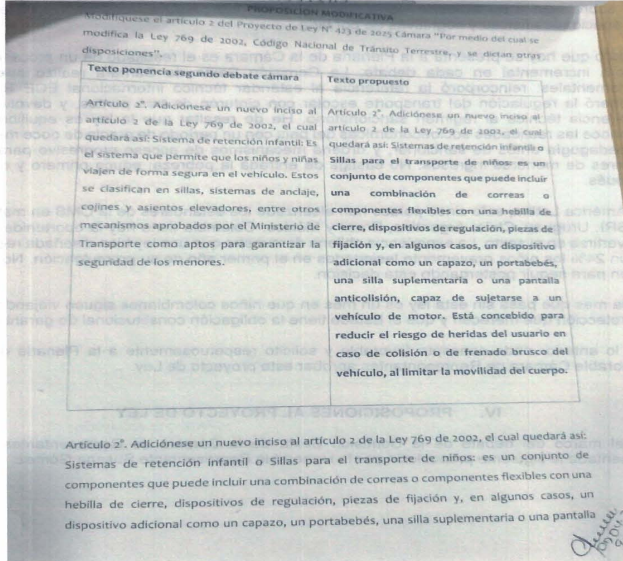 PROPOSICIÓN MODIFICATIVA
Modifíquese el artículo 2 del Proyecto de Ley N° 423 de 2025 Cámara "Por medio del cual se
modifica la Ley 769 de 2002, Código Nacional de Tránsito Terrestre, y se dictan otras
disposiciones".
Texto ponencia segundo debate cámara
Artículo 2°. Adiciónese un nuevo inciso al
artículo 2 de la Ley 769 de 2002, el cual
quedará así: Sistema de retención infantil: Es
el sistema que permite que los niños y niñas
viajen de forma segura en el vehículo. Estos
se clasifican en sillas, sistemas de anclaje,
cojines y asientos elevadores, entre otros
mecanismos aprobados por el Ministerio de
Transporte como aptos para garantizar la
seguridad de los menores.
Texto propuesto
Artículo 2°. Adiciónese un nuevo inciso al
artículo 2 de la Ley 769 de 2002, el cual
quedará así: Sistemas de retención infantil o
Sillas para el transporte de niños: es un
conjunto de componentes que puede incluir
una combinación de correas o
componentes flexibles con una hebilla de
cierre, dispositivos de regulación, piezas de
fijación y, en algunos casos, un dispositivo
adicional como un capazo, un portabebés,
una silla suplementaria o una pantalla
anticolisión, capaz de sujetarse a un
vehículo de motor. Está concebido para
reducir el riesgo de heridas del usuario en
caso de colisión o de frenado brusco del
vehículo, al limitar la movilidad del cuerpo.
Artículo 2°. Adiciónese un nuevo inciso al artículo 2 de la Ley 769 de 2002, el cual quedará así:
Sistemas de retención infantil o Sillas para el transporte de niños: es un conjunto de
componentes que puede incluir una combinación de correas o componentes flexibles con una
hebilla de cierre, dispositivos de regulación, piezas de fijación y, en algunos casos, un
dispositivo adicional como un capazo, un portabebés, una silla suplementaria o una pantalla